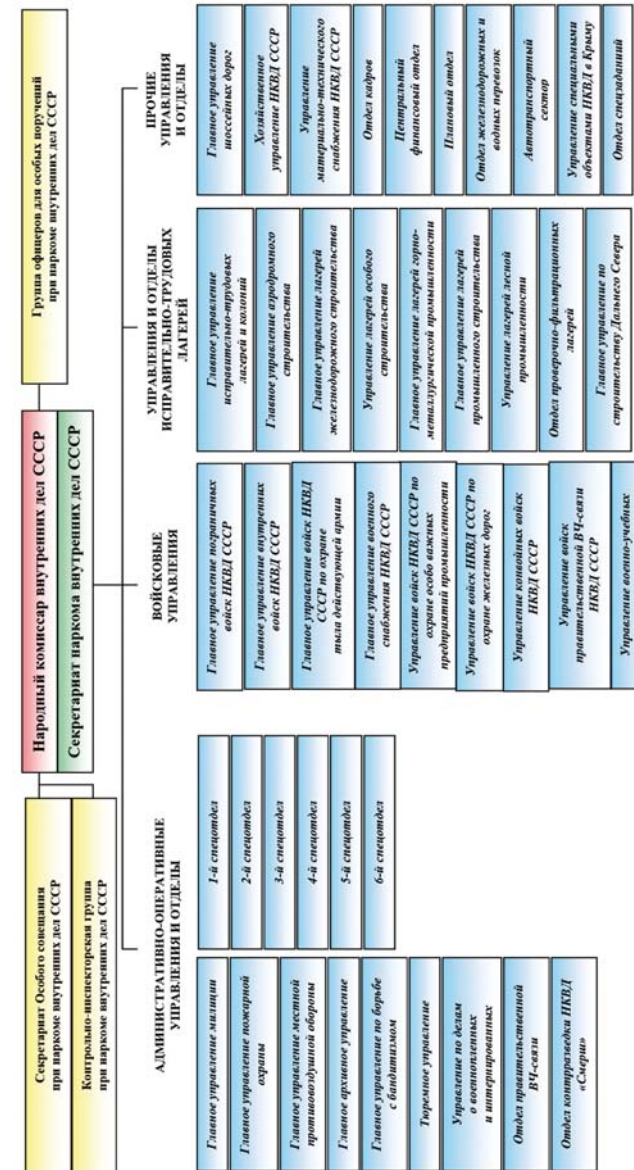 Секретариат Особого совещания
при наркоме внутренних дел СССР
Контрольно-инспекторская группа
при наркоме внутренних дел СССР
Народный комиссар внутренних дел СССР
Секретариат наркома внутренних дел СССР
Группа офицеров для особых поручений
при наркоме внутренних дел СССР
АДМИНИСТРАТИВНО-ОПЕРАТИВНЫЕ
УПРАВЛЕНИЯ И ОТДЕЛЫ
Главное управление милиции
Главное управление пожарной
охраны
Главное управление местной
противовоздушной обороны
Главное архивное управление
Главное управление по борьбе
с бандитизмом
Тюремное управление
Управление по делам
о военнопленных
и интернированных
Отдел правительственной
ВЧ-связи
Отдел контрразведки НКВД
«Смерш»
1-й спецотдел
2-й спецотдел
3-й спецотдел
4-й спецотдел
5-й спецотдел
6-й спецотдел
ВОЙСКОВЫЕ
УПРАВЛЕНИЯ
Главное управление пограничных
войск НКВД СССР
Главное управление внутренних
войск НКВД СССР
Главное управление войск НКВД
СССР по охране
тыла действующей армии
Главное управление военного
снабжения НКВД СССР
Управление войск НКВД СССР по
охране особо важных
предприятий промышленности
Управление войск НКВД СССР по
охране железных дорог
Управление конвойных войск
НКВД СССР
Управление войск
правительственной ВЧ-связи
НКВД СССР
Управление военно-учебных
УПРАВЛЕНИЯ И ОТДЕЛЫ
ИСПРАВИТЕЛЬНО-ТРУДОВЫХ
ЛАГЕРЕЙ
Главное управление
исправительно-трудовых
лагерей и колоний
Главное управление аэродромного
строительства
Главное управление лагерей
железнодорожного строительства
Управление лагерей особого
строительства
Главное управление лагерей горно-
металлургической промышленности
Главное управление лагерей
промышленного строительства
Управление лагерей лесной
промышленности
Отдел проверочно-фильтрационных
лагерей
Главное управление по
строительству Дальнего Севера
ПРОЧИЕ
УПРАВЛЕНИЯ
И ОТДЕЛЫ
Главное управление
шоссейных дорог
Хозяйственное
управление НКВД СССР
Управление
материально-технического
снабжения НКВД СССР
Отдел кадров
Центральный
финансовый отдел
Плановый отдел
Отдел железнодорожных и
водных перевозок
Автотранспортный
сектор
Управление специальными
объектами НКВД в Крыму
Отдел спецзаданиий